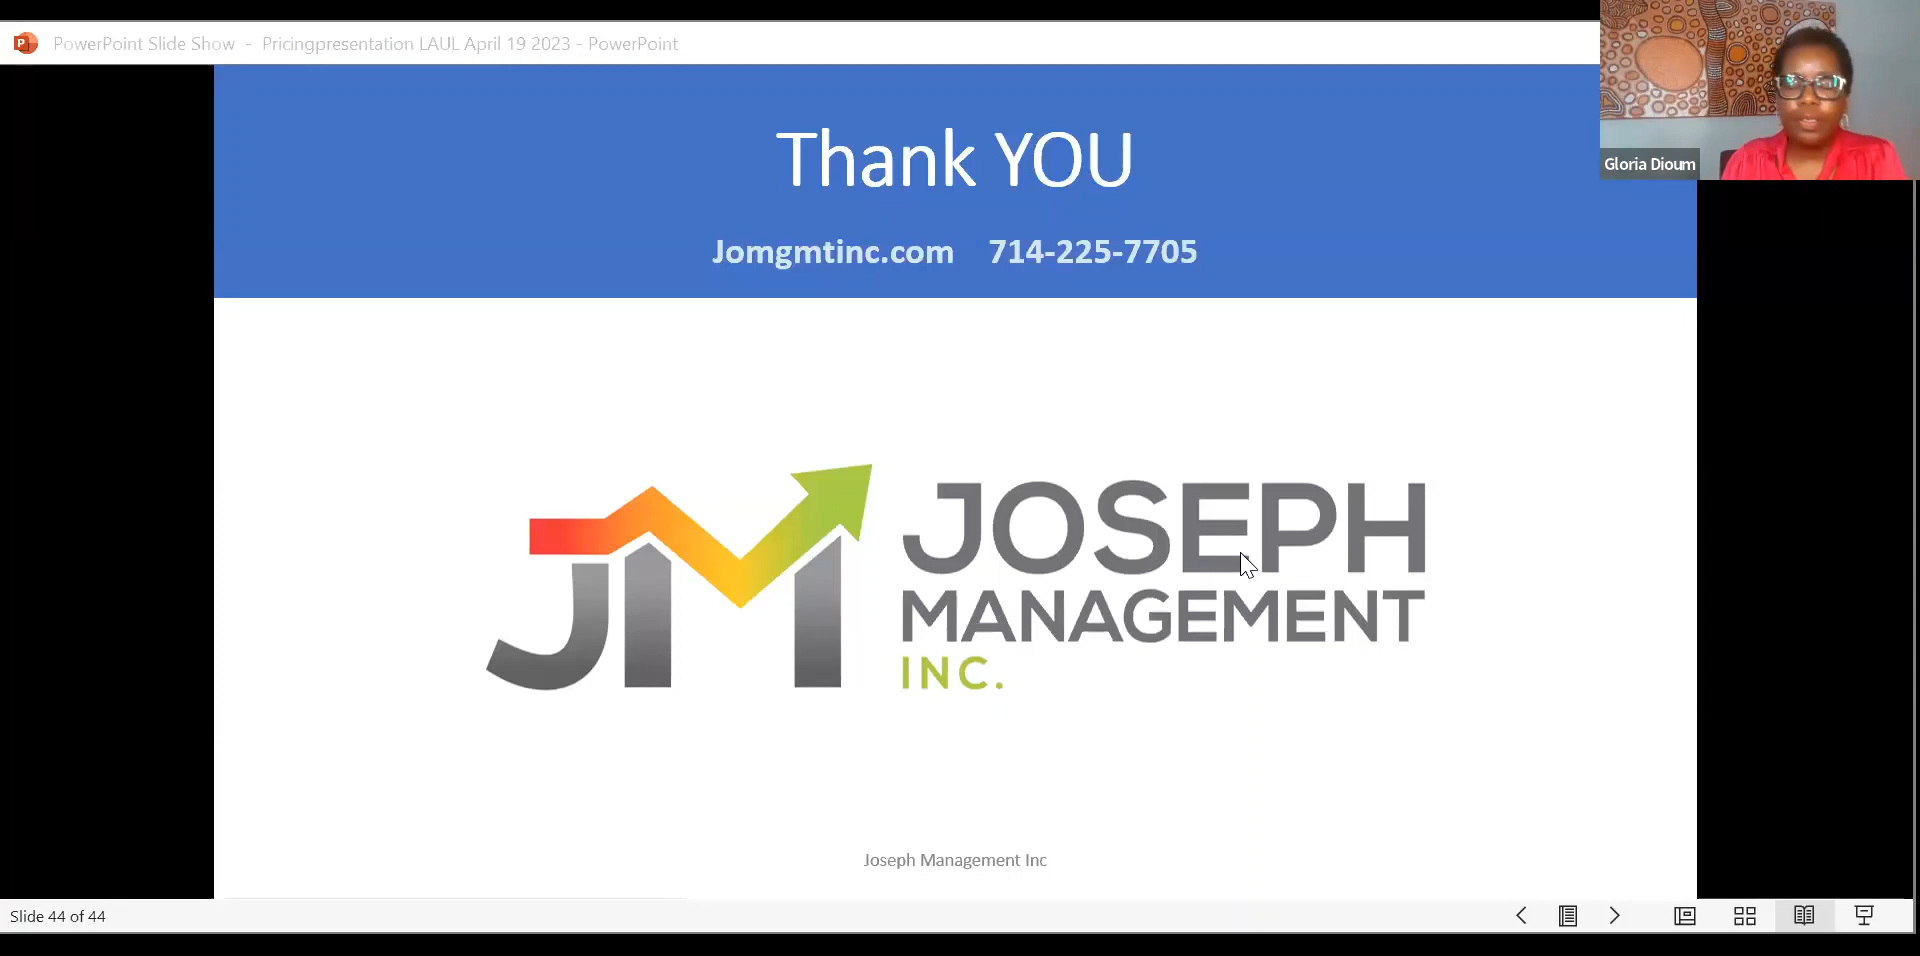 PowerPoint Slide Show - Pricingpresentation LAUL April 19 2023 - PowerPoint
Gloria Dioum
Thank YOU
Jomgmtinc.com 714-225-7705
JM
JOSEPH
MANAGEMENT
INC.
Joseph Management Inc
Slide 44 of 44